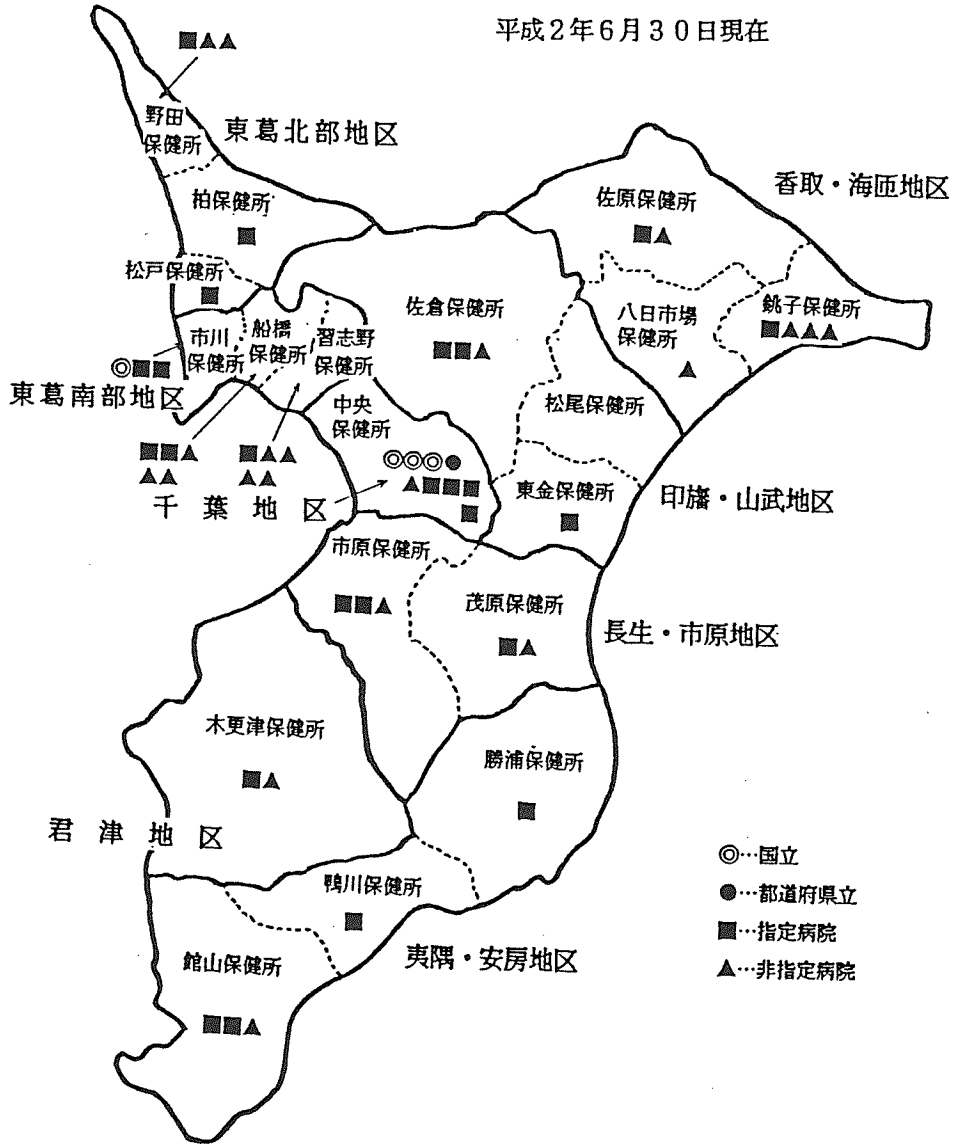 平成2年6月30日現在
野田
保健所
東葛北部地区
柏保健所
松戸保健所
市川
保健所
船橋
保健所
習志野
保健所
東葛南部地区
佐倉保健所
佐原保健所
香取・海匝地区
八日市場
保健所
銚子保健所
松尾保健所
中央
保健所
東金保健所
千葉地区
印旛・山武地区
市原保健所
茂原保健所
長生・市原地区
木更津保健所
勝浦保健所
君津地区
鴨川保健所
館山保健所
夷隅・安房地区
◎…国立
●…都道府県立
■…指定病院
▲…非指定病院